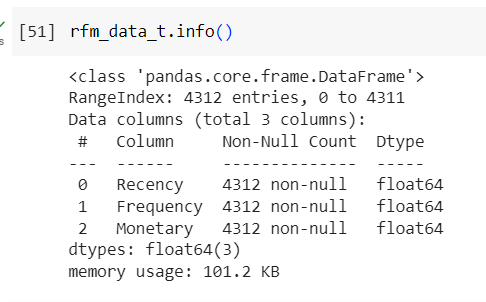 [51] rfm_data_t.info()
s
<class 'pandas.core.frame.DataFrame'>
RangeIndex: 4312 entries, 0 to 4311
Data columns (total 3 columns):
 #   Column     Non-Null Count  Dtype
---  ------     --------------  -----
 0   Recency    4312 non-null   float64
 1   Frequency  4312 non-null   float64
 2   Monetary   4312 non-null   float64
dtypes: float64(3)
memory usage: 101.2 KB